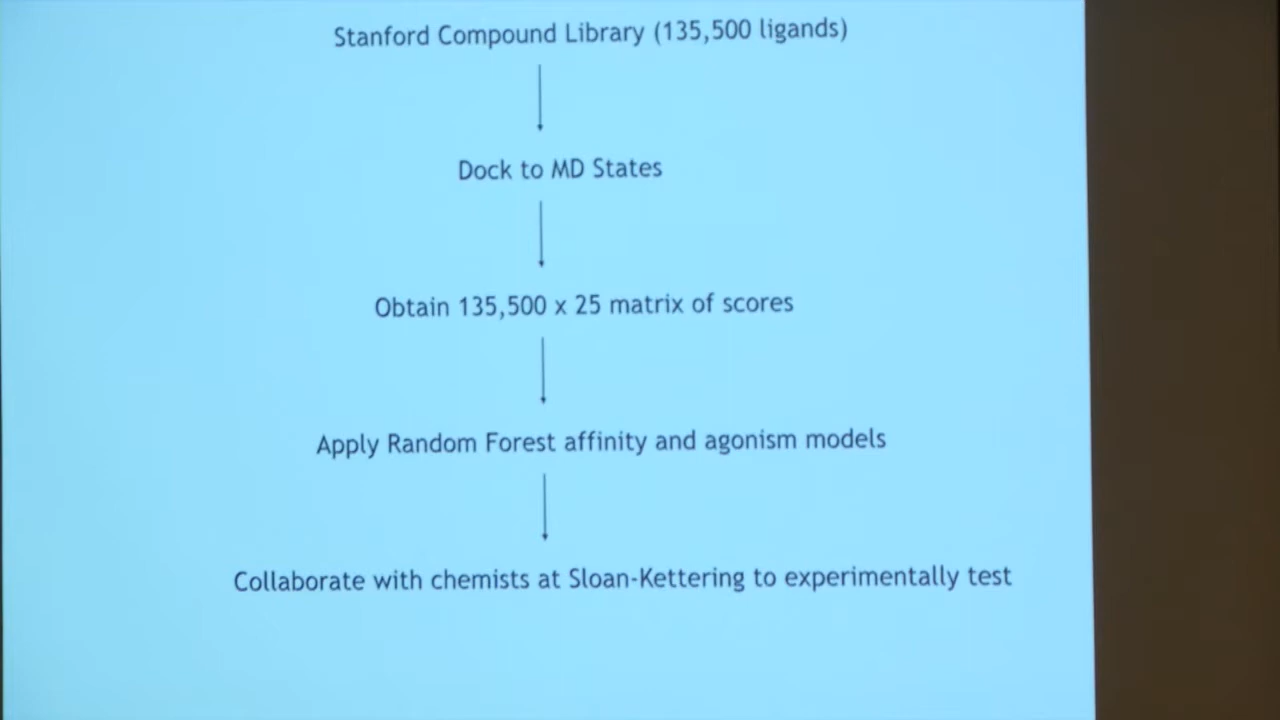 Stanford Compound Library (135,500 ligands)
Dock to MD States
Obtain 135,500 x 25 matrix of scores
Apply Random Forest affinity and agonism models
Collaborate with chemists at Sloan-Kettering to experimentally test